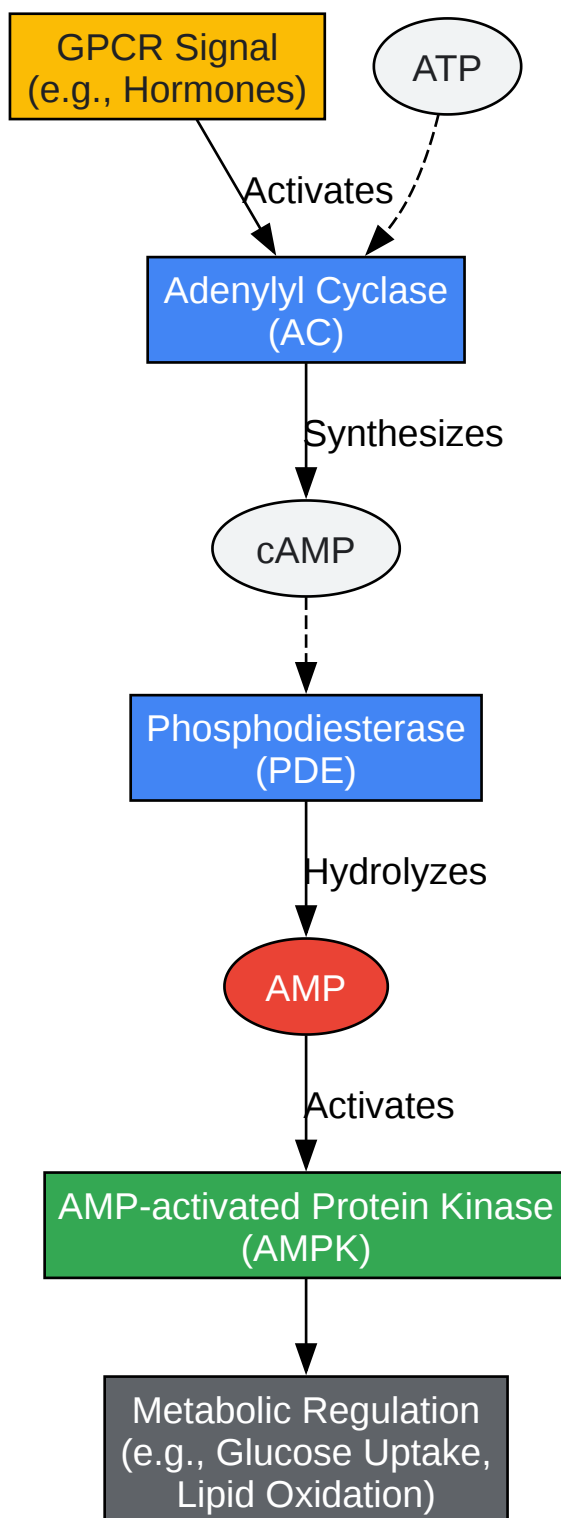 GPCR Signal
(e.g., Hormones)
ATP
Activates
Adenylyl Cyclase
(AC)
Synthesizes
cAMP
Phosphodiesterase
(PDE)
Hydrolyzes
AMP
Activates
AMP-activated Protein Kinase
(AMPK)
Metabolic Regulation
(e.g., Glucose Uptake,
Lipid Oxidation)